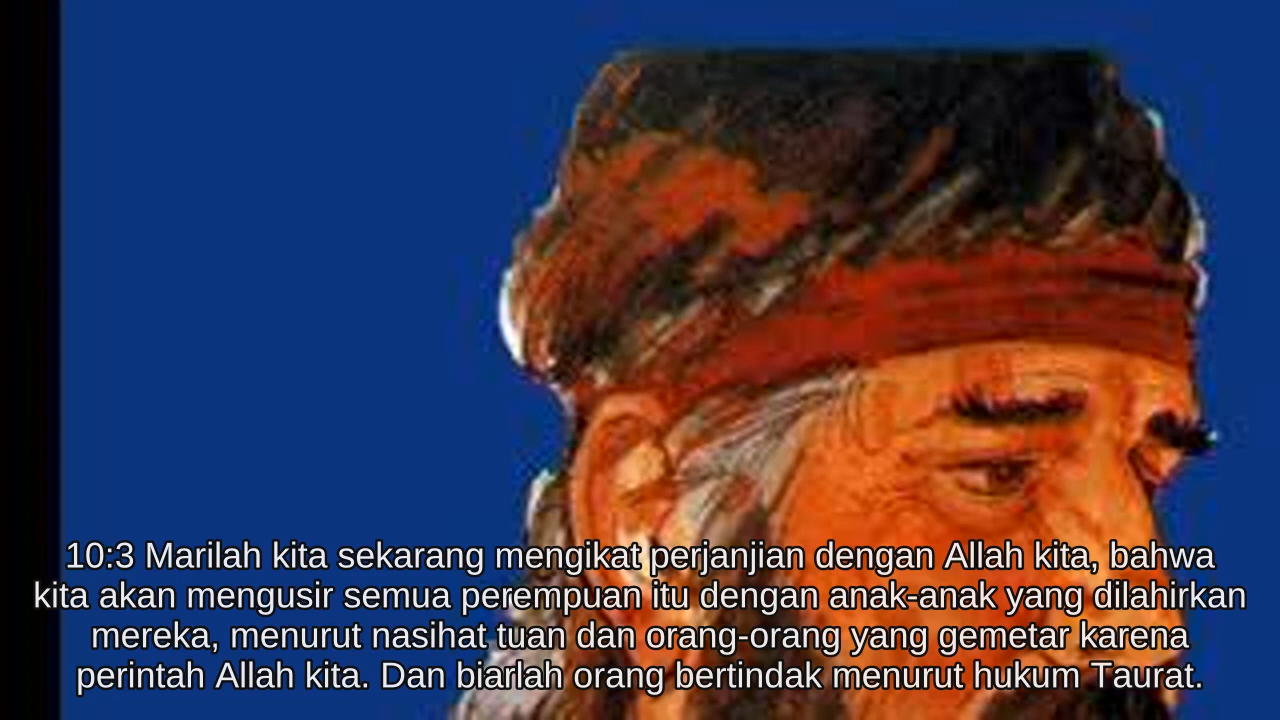 10:3 Marilah kita sekarang mengikat perjanjian dengan Allah kita, bahwa
kita akan mengusir semua perempuan itu dengan anak-anak yang dilahirkan
mereka, menurut nasihat tuan dan orang-orang yang gemetar karena
perintah Allah kita. Dan biarlah orang bertindak menurut hukum Taurat.